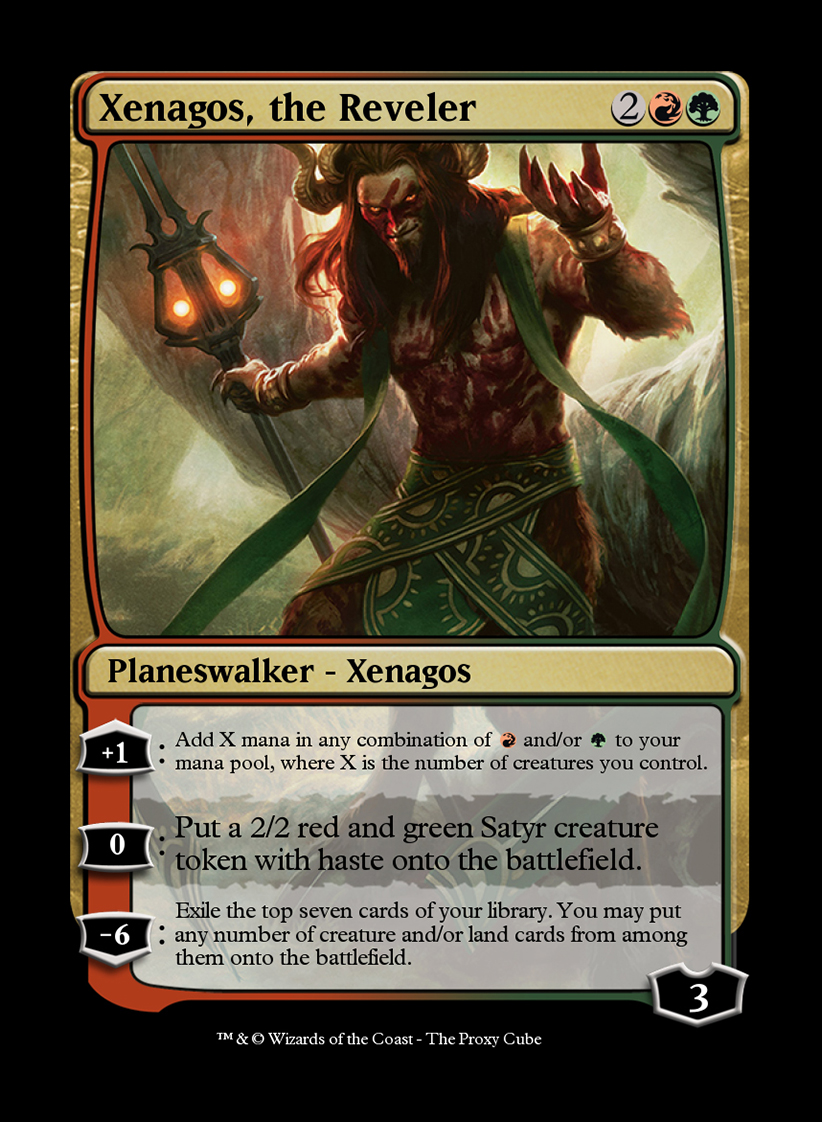 Xenagos, the Reveler 2
Planeswalker - Xenagos
+1 : Add X mana in any combination of and/or to your
mana pool, where X is the number of creatures you control.
0 : Put a 2/2 red and green Satyr creature
token with haste onto the battlefield.
Exile the top seven cards of your library. You may put
-6 : any number of creature and/or land cards from among
them onto the battlefield.
3
™ & © Wizards of the Coast - The Proxy Cube